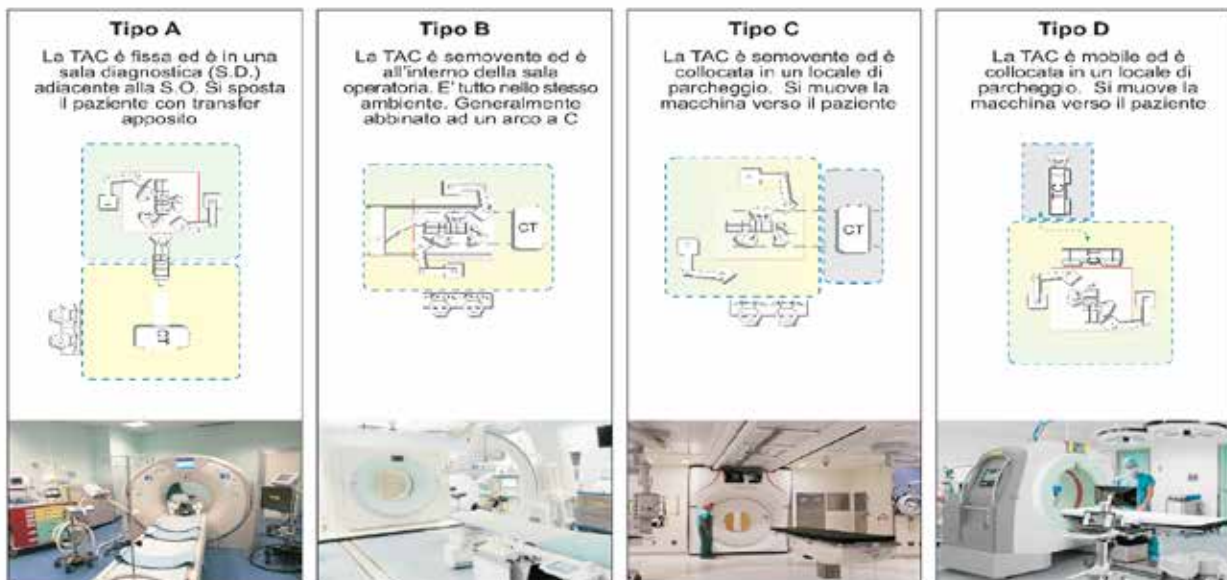 Tipo A
La TAC è fissa ed è in una
sala diagnostica (S.D.)
adiacente alla S.O. Si sposta
il paziente con transfer
apposito
Tipo B
La TAC è semovente ed è
all'interno della sala
operatoria. E' tutto nello stesso
ambiente. Generalmente
abbinato ad un arco a C
CT
Tipo C
La TAC è semovente ed è
collocata in un locale di
parcheggio. Si muove la
macchina verso il paziente
CT
Tipo D
La TAC è mobile ed è
collocata in un locale di
parcheggio. Si muove la
macchina verso il paziente